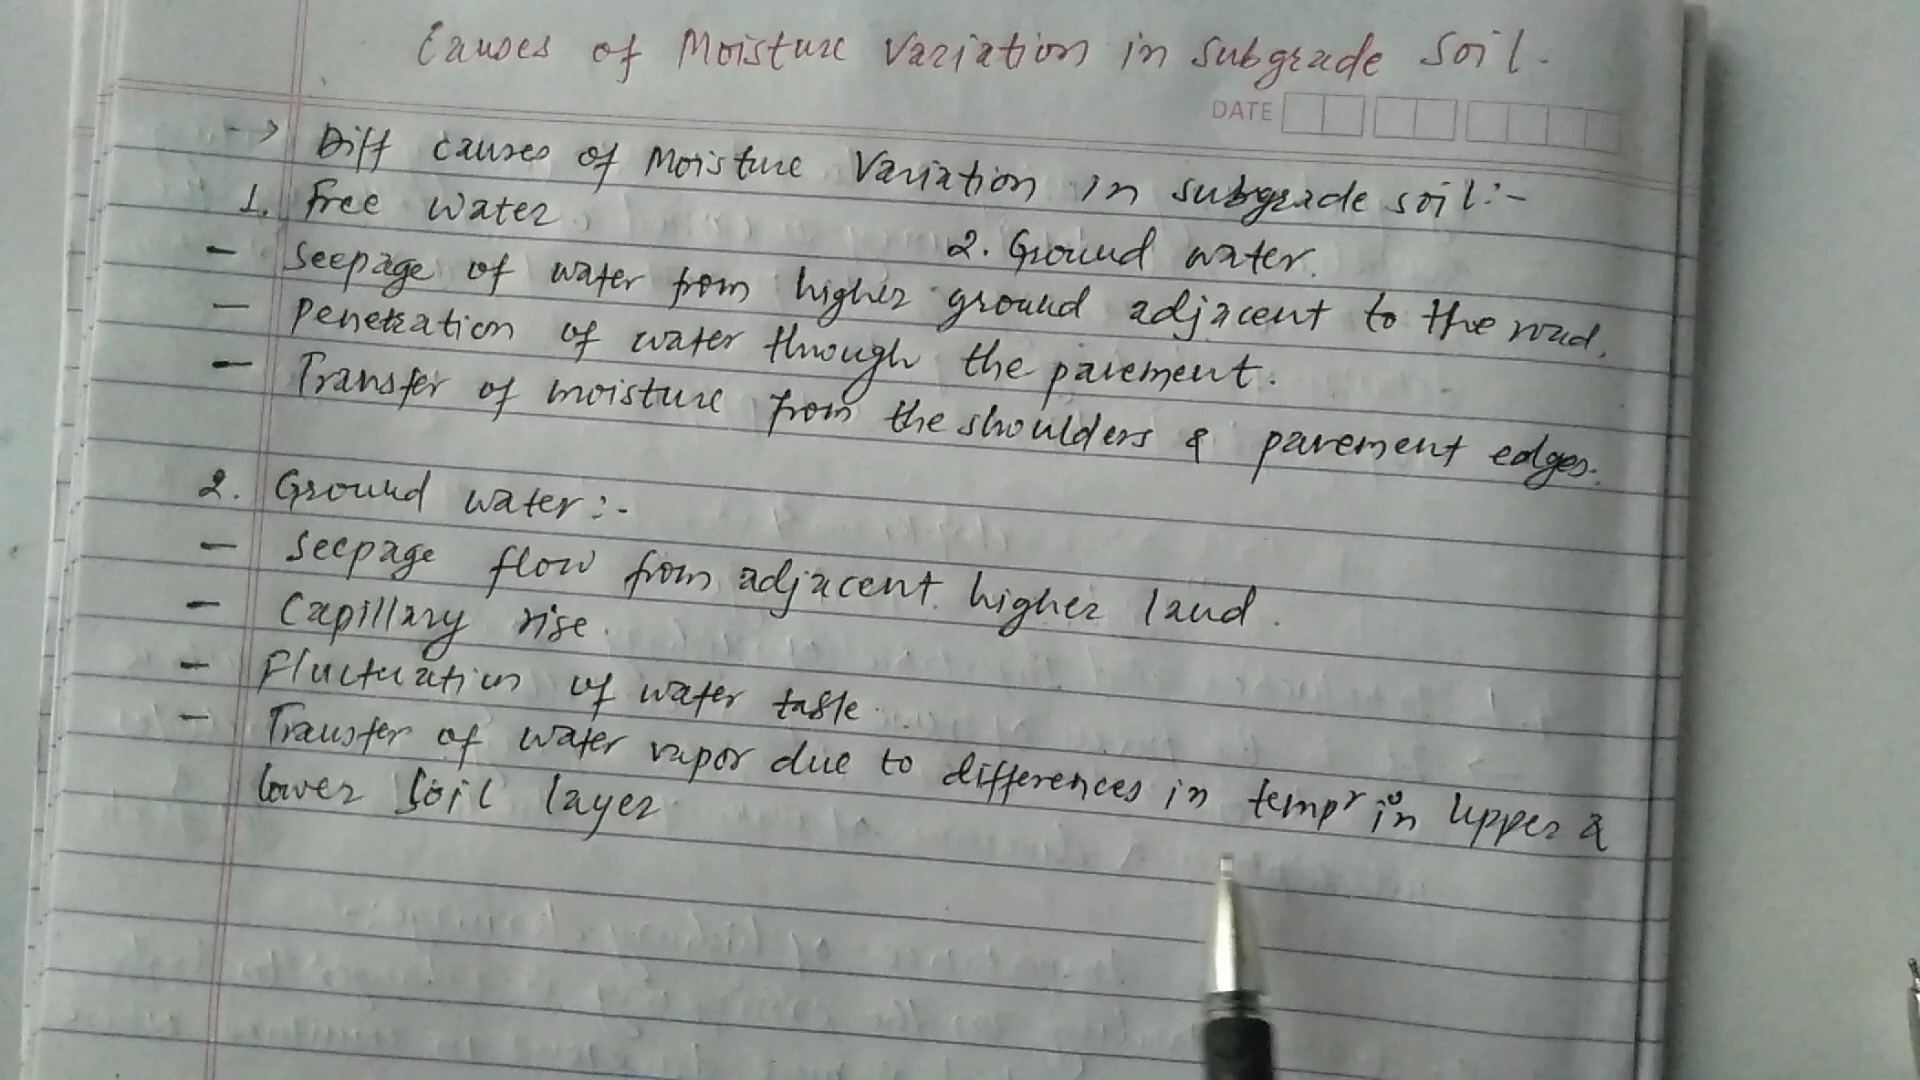 Causes of Moisture Variation in Subgrade Soil.
DATE
-> Diff causes of Moisture Variation in subgrade soil:-
1. Free Water
2. Ground water.
- Seepage of water from higher ground adjacent to the road.
- Penetration of water through the pavement.
- Transfer of moisture from the shoulders & pavement edges.
2. Ground water:-
- Seepage flow from adjacent higher land.
- Capillary rise.
- Fluctuation of water table.
- Transfer of water vapor due to differences in tempr in Upper &
lower soil layer